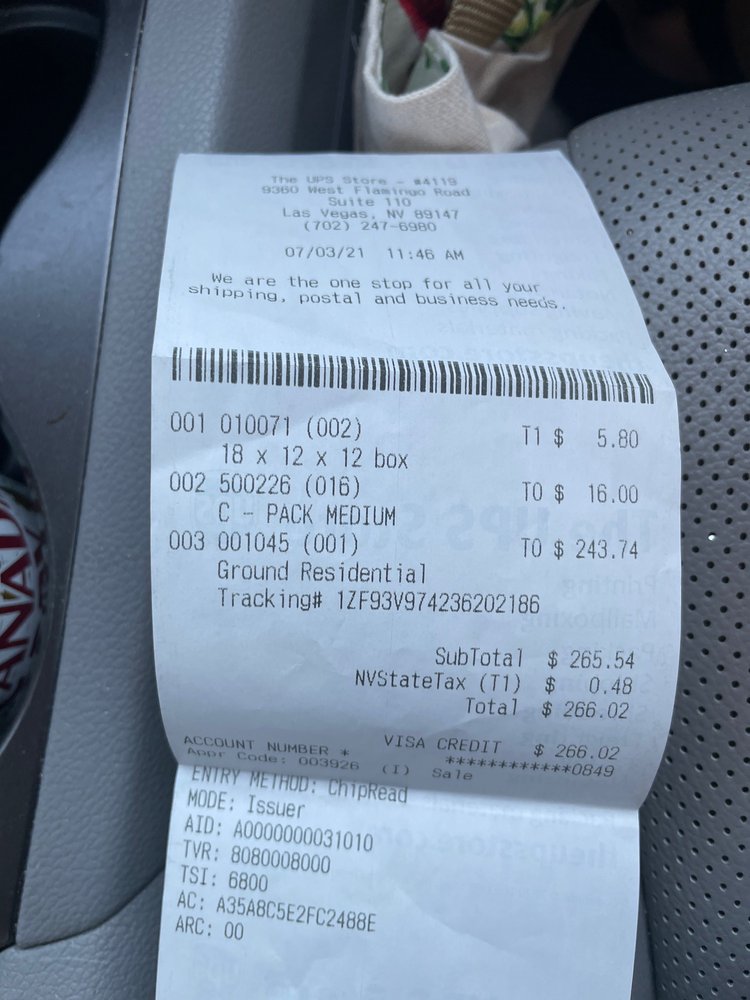 The UPS Store - #4119
9360 West Flamingo Road
Suite 110
Las Vegas, NV 89147
(702) 247-6980
07/03/21 11:46 AM
We are the one stop for all your
shipping, postal and business needs.
001 010071 (002) T1 $ 5.80
18 x 12 x 12 box
002 500226 (016) T0 $ 16.00
C - PACK MEDIUM
003 001045 (001) T0 $ 243.74
Ground Residential
Tracking# 1ZF93V974236202186
SubTotal $ 265.54
NVStateTax (T1) $ 0.48
Total $ 266.02
VISA CREDIT $ 266.02
ACCOUNT NUMBER * ************0849
Appr Code: 003926 (I) Sale
ENTRY METHOD: ChipRead
MODE: Issuer
AID: A0000000031010
TVR: 8080008000
TSI: 6800
AC: A35A8C5E2FC2488E
ARC: 00